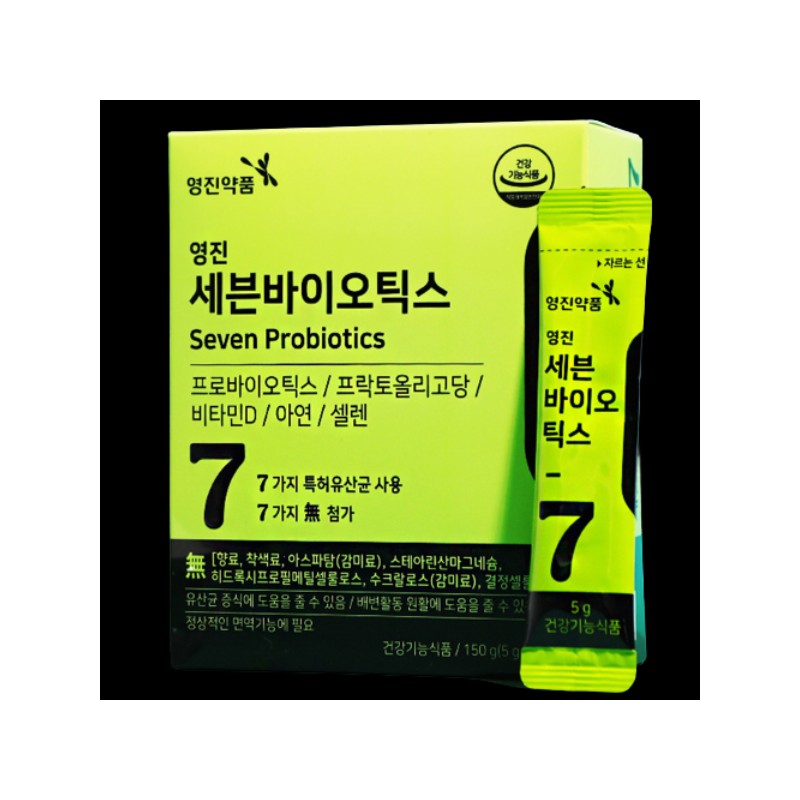 영진약품
건강
기능식품
영진
세븐바이오틱스
Seven Probiotics
프로바이오틱스 / 프락토올리고당 /
비타민D / 아연 / 셀렌
7
7가지 특허유산균 사용
7가지 無 첨가
無
[향료, 착색료, 아스파탐(감미료), 스테아린산마그네슘,
히드록시프로필메틸셀룰로스, 수크랄로스(감미료), 결정셀룰
유산균 증식에 도움을 줄 수 있음 / 배변활동 원활에 도움을 줄 수 있
정상적인 면역기능에 필요
건강기능식품 / 150 g(5 g
▶자르는 선
영진약품
영진
세븐
바이오
틱스
7
5 g
건강기능식품